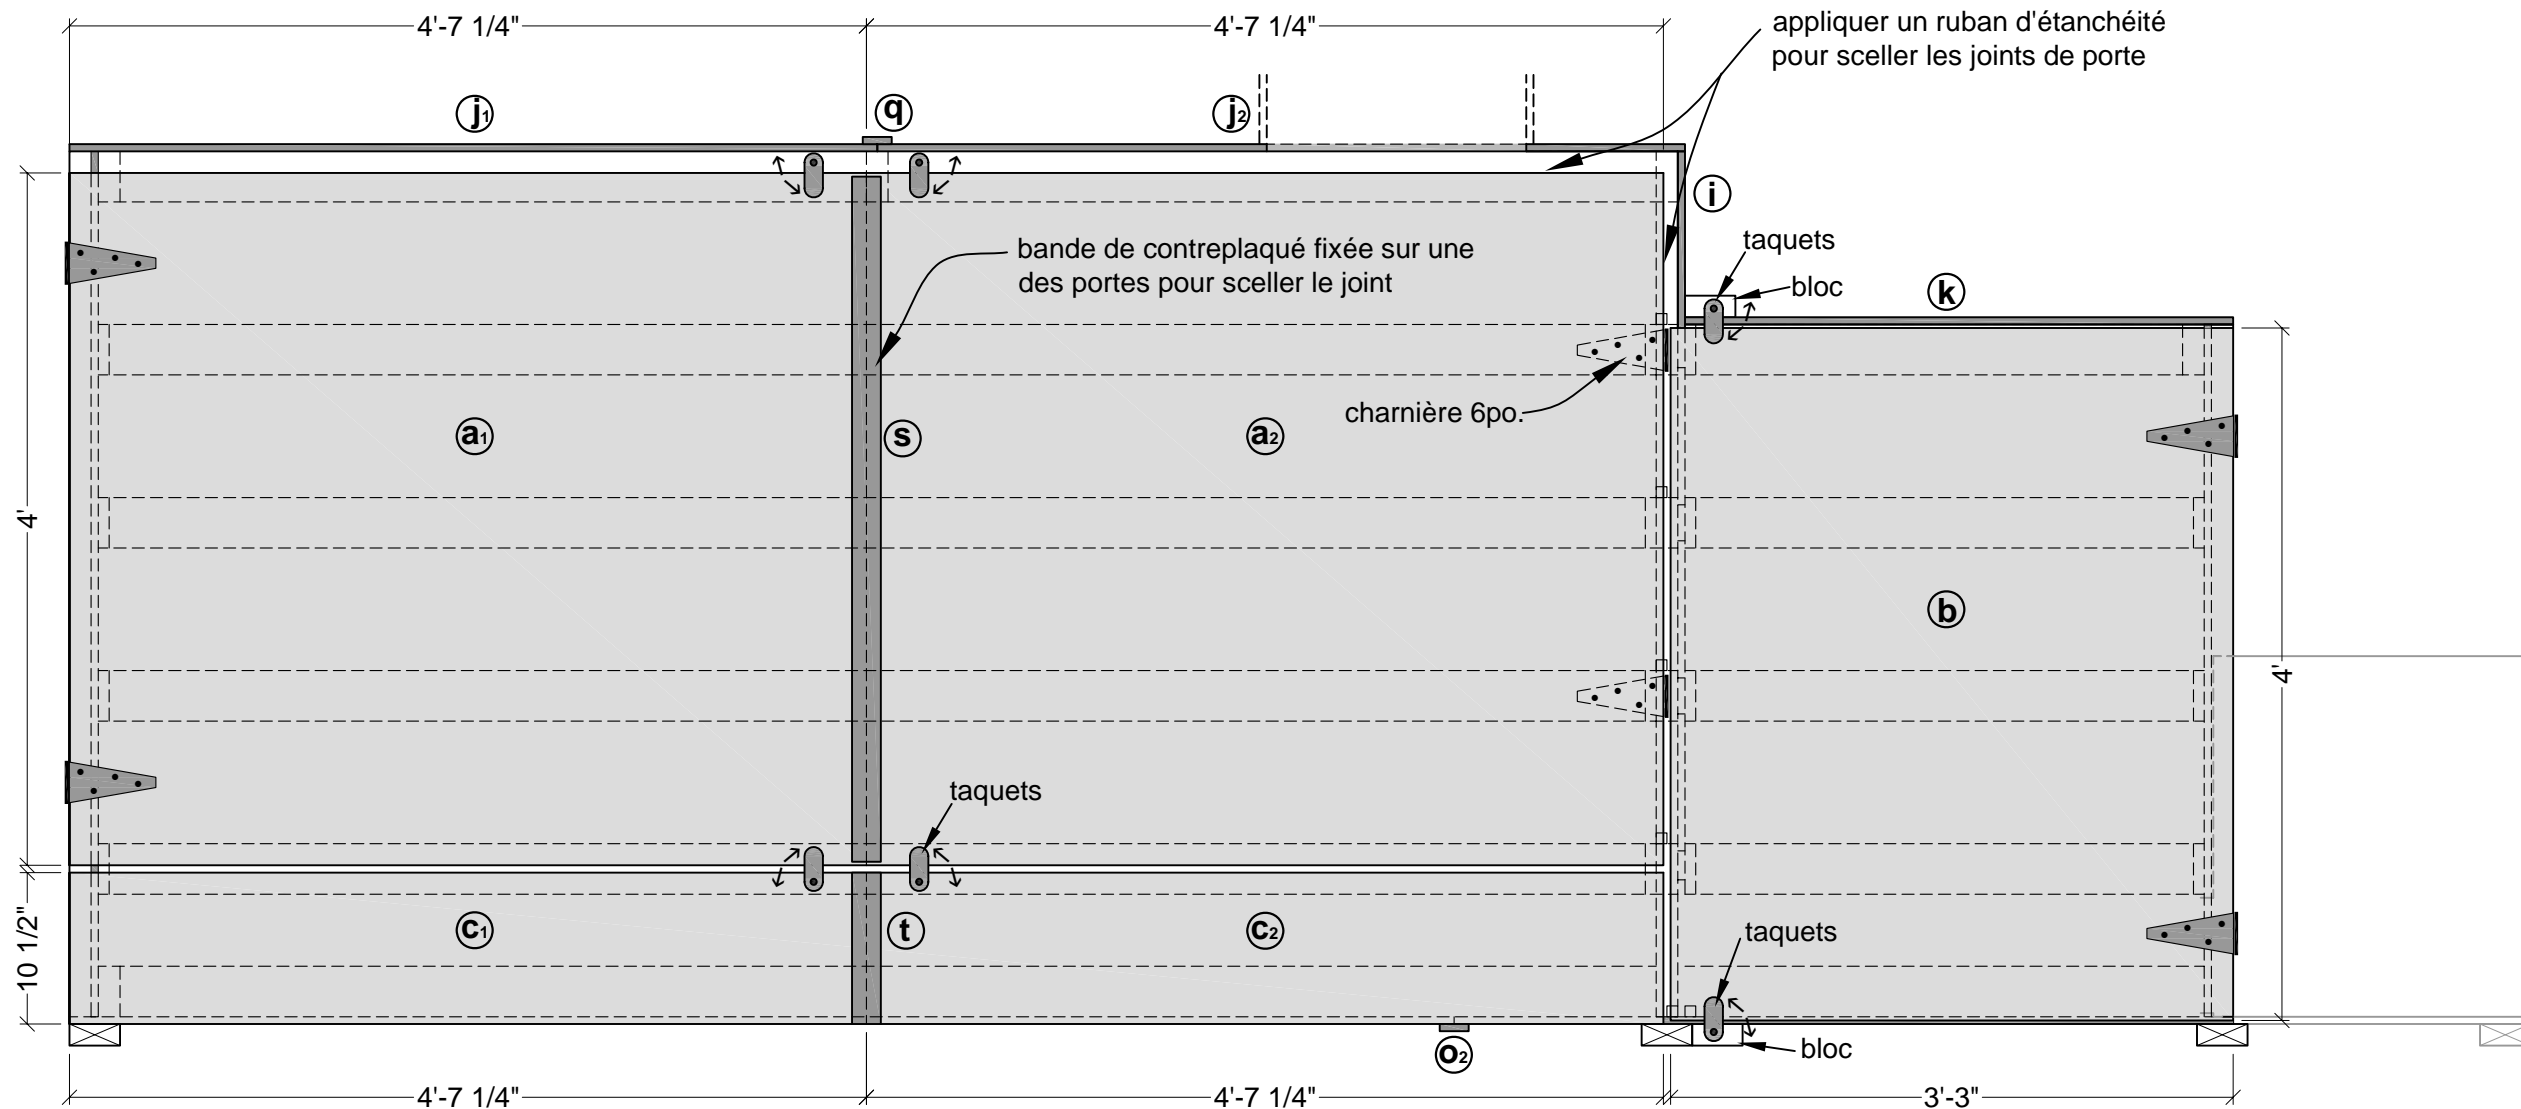 4'-7 1/4"
4'-7 1/4"
appliquer un ruban d'étanchéité
pour sceller les joints de porte
j1
q
j2
i
taquets
bloc
k
bande de contreplaqué fixée sur une
des portes pour sceller le joint
charnière 6po.
a1
s
a2
4'
b
4'
taquets
c1
t
c2
10 1/2"
taquets
o2
bloc
4'-7 1/4"
4'-7 1/4"
3'-3"